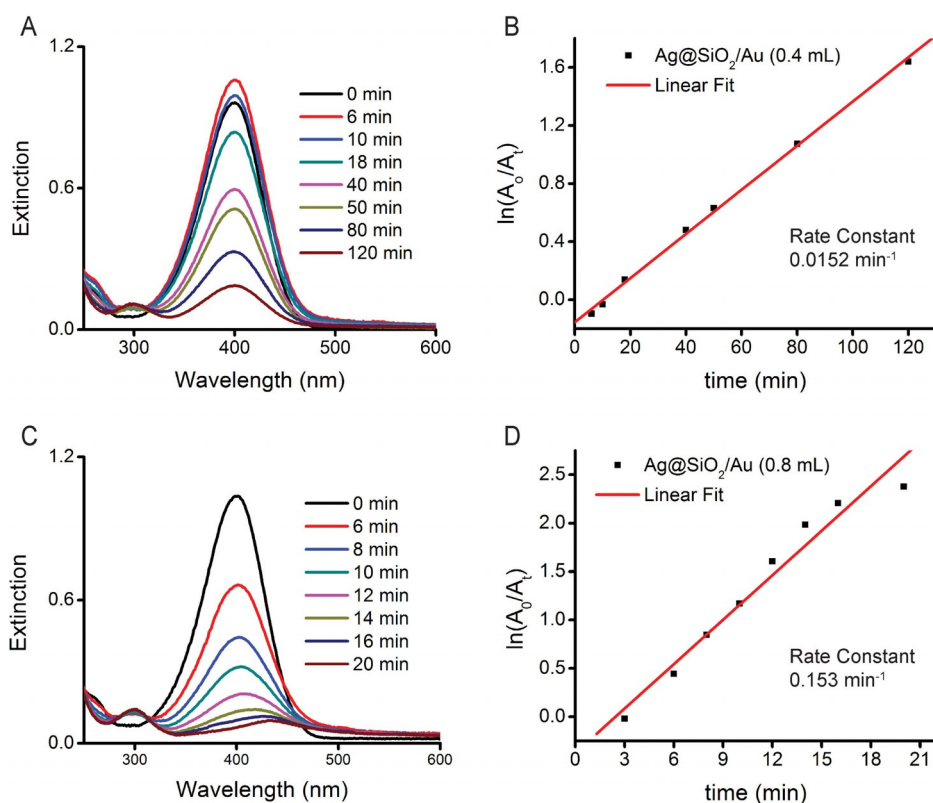 A
1.2
0.6
0.0
Extinction
300
400
500
600
Wavelength (nm)
0 min
6 min
10 min
18 min
40 min
50 min
80 min
120 min
B
1.6
1.2
0.8
0.4
0.0
ln(Aₒ/Aₜ)
Ag@SiO₂/Au (0.4 mL)
Linear Fit
Rate Constant
0.0152 min⁻¹
0
20
40
60
80
100
120
time (min)
C
1.2
0.6
0.0
Extinction
300
400
500
600
Wavelength (nm)
0 min
6 min
8 min
10 min
12 min
14 min
16 min
20 min
D
2.5
2.0
1.5
1.0
0.5
0.0
ln(A₀/Aₜ)
Ag@SiO₂/Au (0.8 mL)
Linear Fit
Rate Constant
0.153 min⁻¹
0
3
6
9
12
15
18
21
time (min)